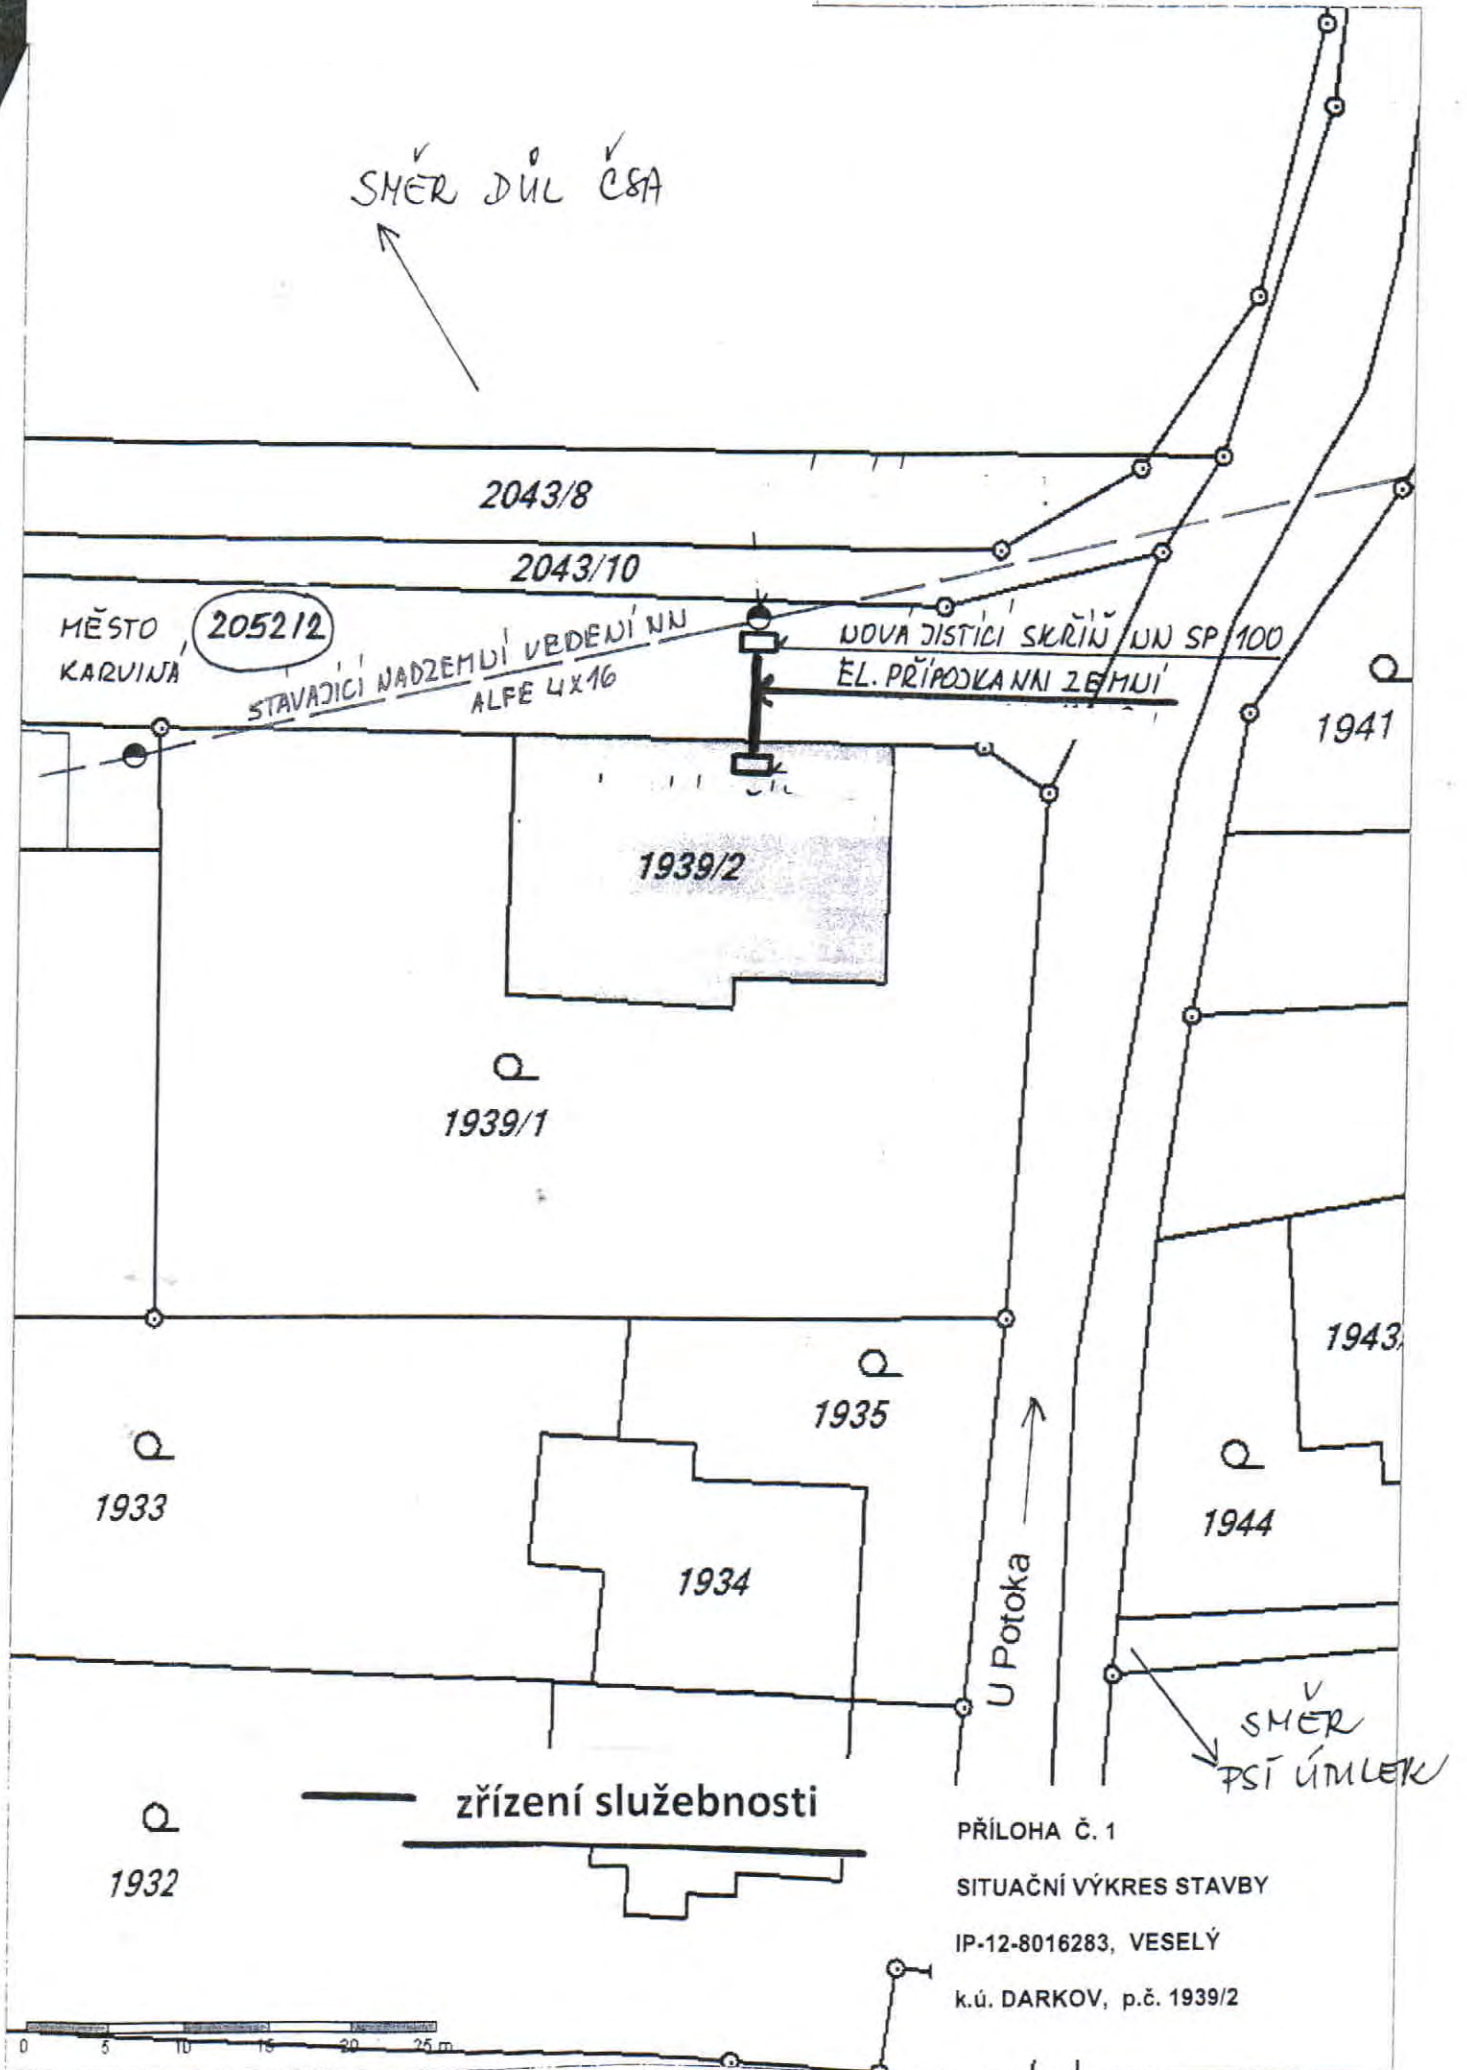 SMĚR DŮL ČSA
2043/8
2043/10
MĚSTO
KARVINÁ
2052/2
STAVAJÍCÍ NADZEMNÍ VEDENÍ NN
ALFE 4X16
NOVÁ JISTÍCÍ SKŘÍŇ NN SP 100
EL. PŘÍPOJKA NN ZEMNÍ
1941
1939/2
1939/1
1943
1935
1933
1944
1934
U Potoka
SMĚR
PSÍ ÚTULEK
zřízení služebnosti
1932
PŘÍLOHA Č. 1
SITUAČNÍ VÝKRES STAVBY
IP-12-8016283, VESELÝ
k.ú. DARKOV, p.č. 1939/2
0 5 10 15 20 25 m